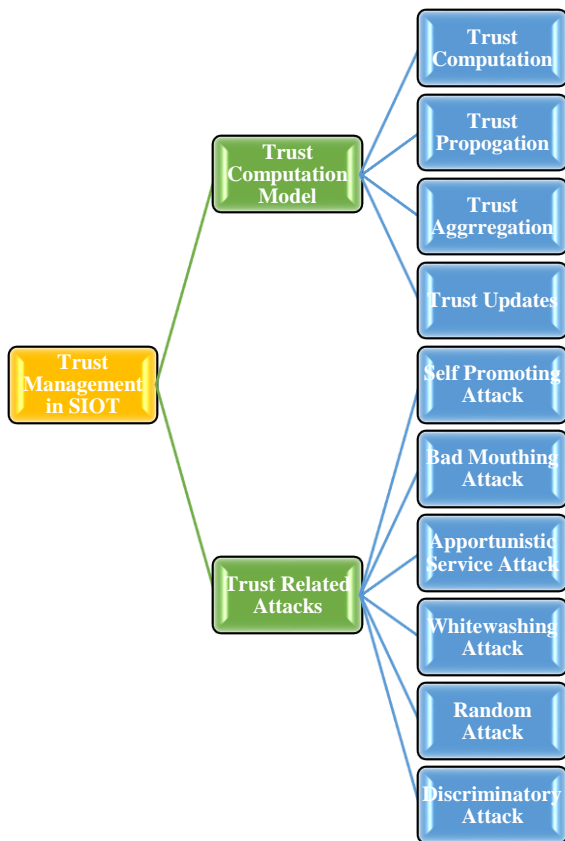 Trust
Management
in SIOT
Trust
Computation
Model
Trust
Computation
Trust
Propogation
Trust
Aggrregation
Trust Updates
Trust Related
Attacks
Self Promoting
Attack
Bad Mouthing
Attack
Apportunistic
Service Attack
Whitewashing
Attack
Random
Attack
Discriminatory
Attack